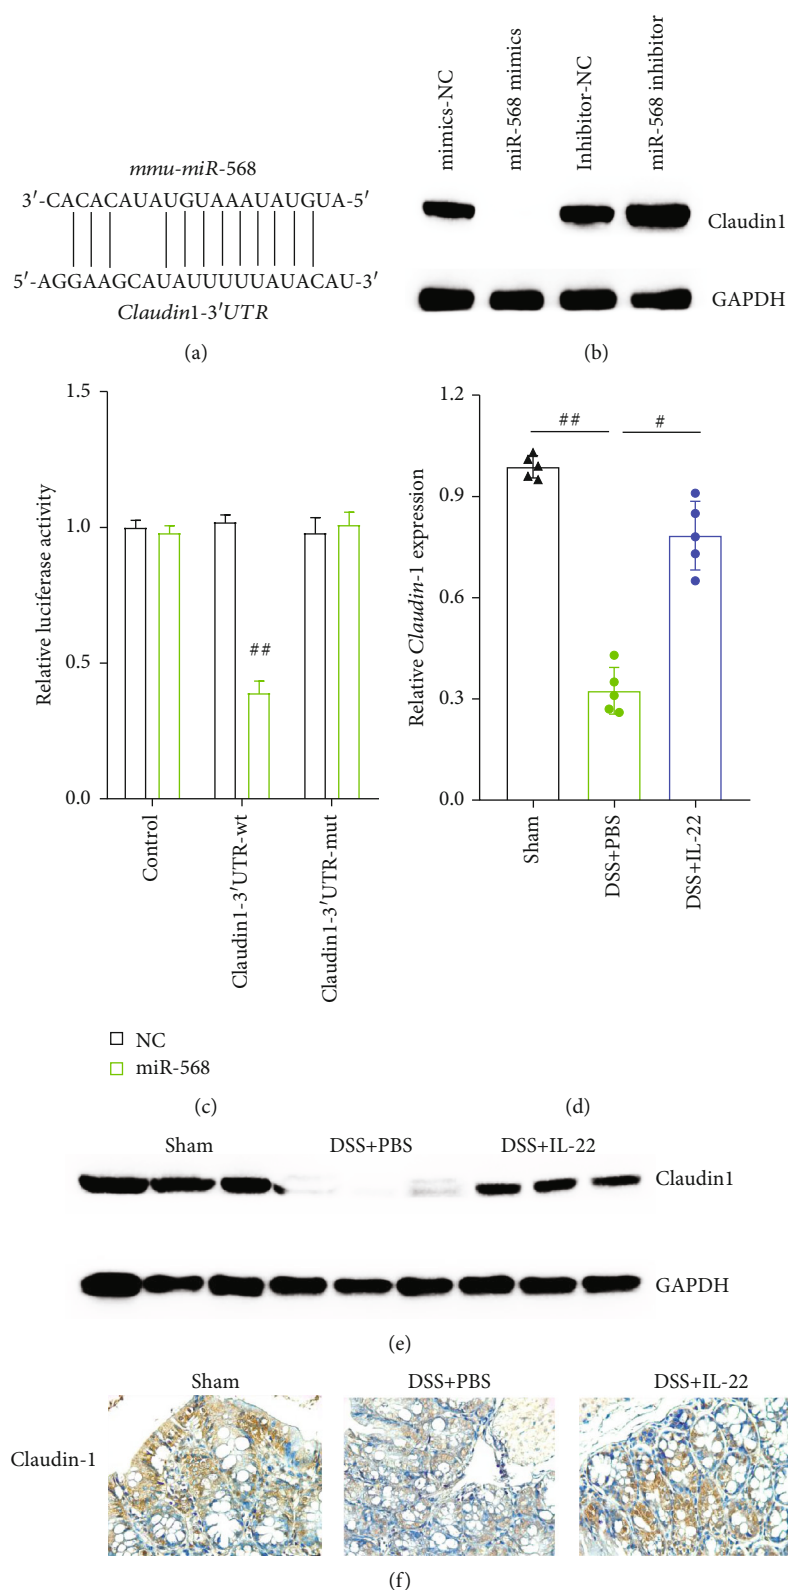 mmu-miR-568
3′-CACACAUAUGUAAAUAUGUA-5′
5′-AGGAAGCAUAUUUUUAUACAU-3′
Claudin1-3′UTR
(a)
mimics-NC
miR-568 mimics
Inhibitor-NC
miR-568 inhibitor
Claudin1
GAPDH
(b)
Relative luciferase activity
1.5
1.0
0.5
0.0
##
Control
Claudin1-3′UTR-wt
Claudin1-3′UTR-mut
NC
miR-568
(c)
Relative Claudin-1 expression
1.2
0.9
0.6
0.3
0.0
##
#
Sham
DSS+PBS
DSS+IL-22
(d)
Sham DSS+PBS DSS+IL-22
Claudin1
GAPDH
(e)
Sham DSS+PBS DSS+IL-22
Claudin-1
(f)